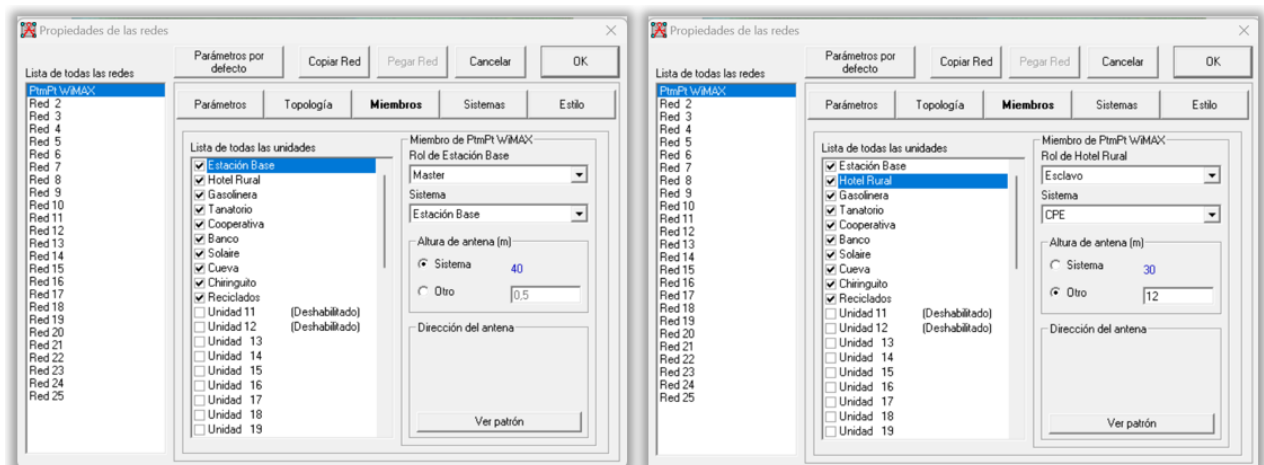 Propiedades de las redes
Parámetros por defecto
Copiar Red
Pegar Red
Cancelar
OK
Lista de todas las redes
PtmPt WiMAX
Red 2
Red 3
Red 4
Red 5
Red 6
Red 7
Red 8
Red 9
Red 10
Red 11
Red 12
Red 13
Red 14
Red 15
Red 16
Red 17
Red 18
Red 19
Red 20
Red 21
Red 22
Red 23
Red 24
Red 25
Parámetros
Topología
Miembros
Sistemas
Estilo
Lista de todas las unidades
Estación Base
Hotel Rural
Gasolinera
Tanatorio
Cooperativa
Banco
Solaire
Cueva
Chiringuito
Reciclados
Unidad 11 (Deshabilitado)
Unidad 12 (Deshabilitado)
Unidad 13
Unidad 14
Unidad 15
Unidad 16
Unidad 17
Unidad 18
Unidad 19
Miembro de PtmPt WiMAX
Rol de Estación Base
Master
Sistema
Estación Base
Altura de antena (m)
Sistema 40
Otro 0,5
Dirección del antena
Ver patrón
Propiedades de las redes
Parámetros por defecto
Copiar Red
Pegar Red
Cancelar
OK
Lista de todas las redes
PtmPt WiMAX
Red 2
Red 3
Red 4
Red 5
Red 6
Red 7
Red 8
Red 9
Red 10
Red 11
Red 12
Red 13
Red 14
Red 15
Red 16
Red 17
Red 18
Red 19
Red 20
Red 21
Red 22
Red 23
Red 24
Red 25
Parámetros
Topología
Miembros
Sistemas
Estilo
Lista de todas las unidades
Estación Base
Hotel Rural
Gasolinera
Tanatorio
Cooperativa
Banco
Solaire
Cueva
Chiringuito
Reciclados
Unidad 11 (Deshabilitado)
Unidad 12 (Deshabilitado)
Unidad 13
Unidad 14
Unidad 15
Unidad 16
Unidad 17
Unidad 18
Unidad 19
Miembro de PtmPt WiMAX
Rol de Hotel Rural
Esclavo
Sistema
CPE
Altura de antena (m)
Sistema 30
Otro 12
Dirección del antena
Ver patrón